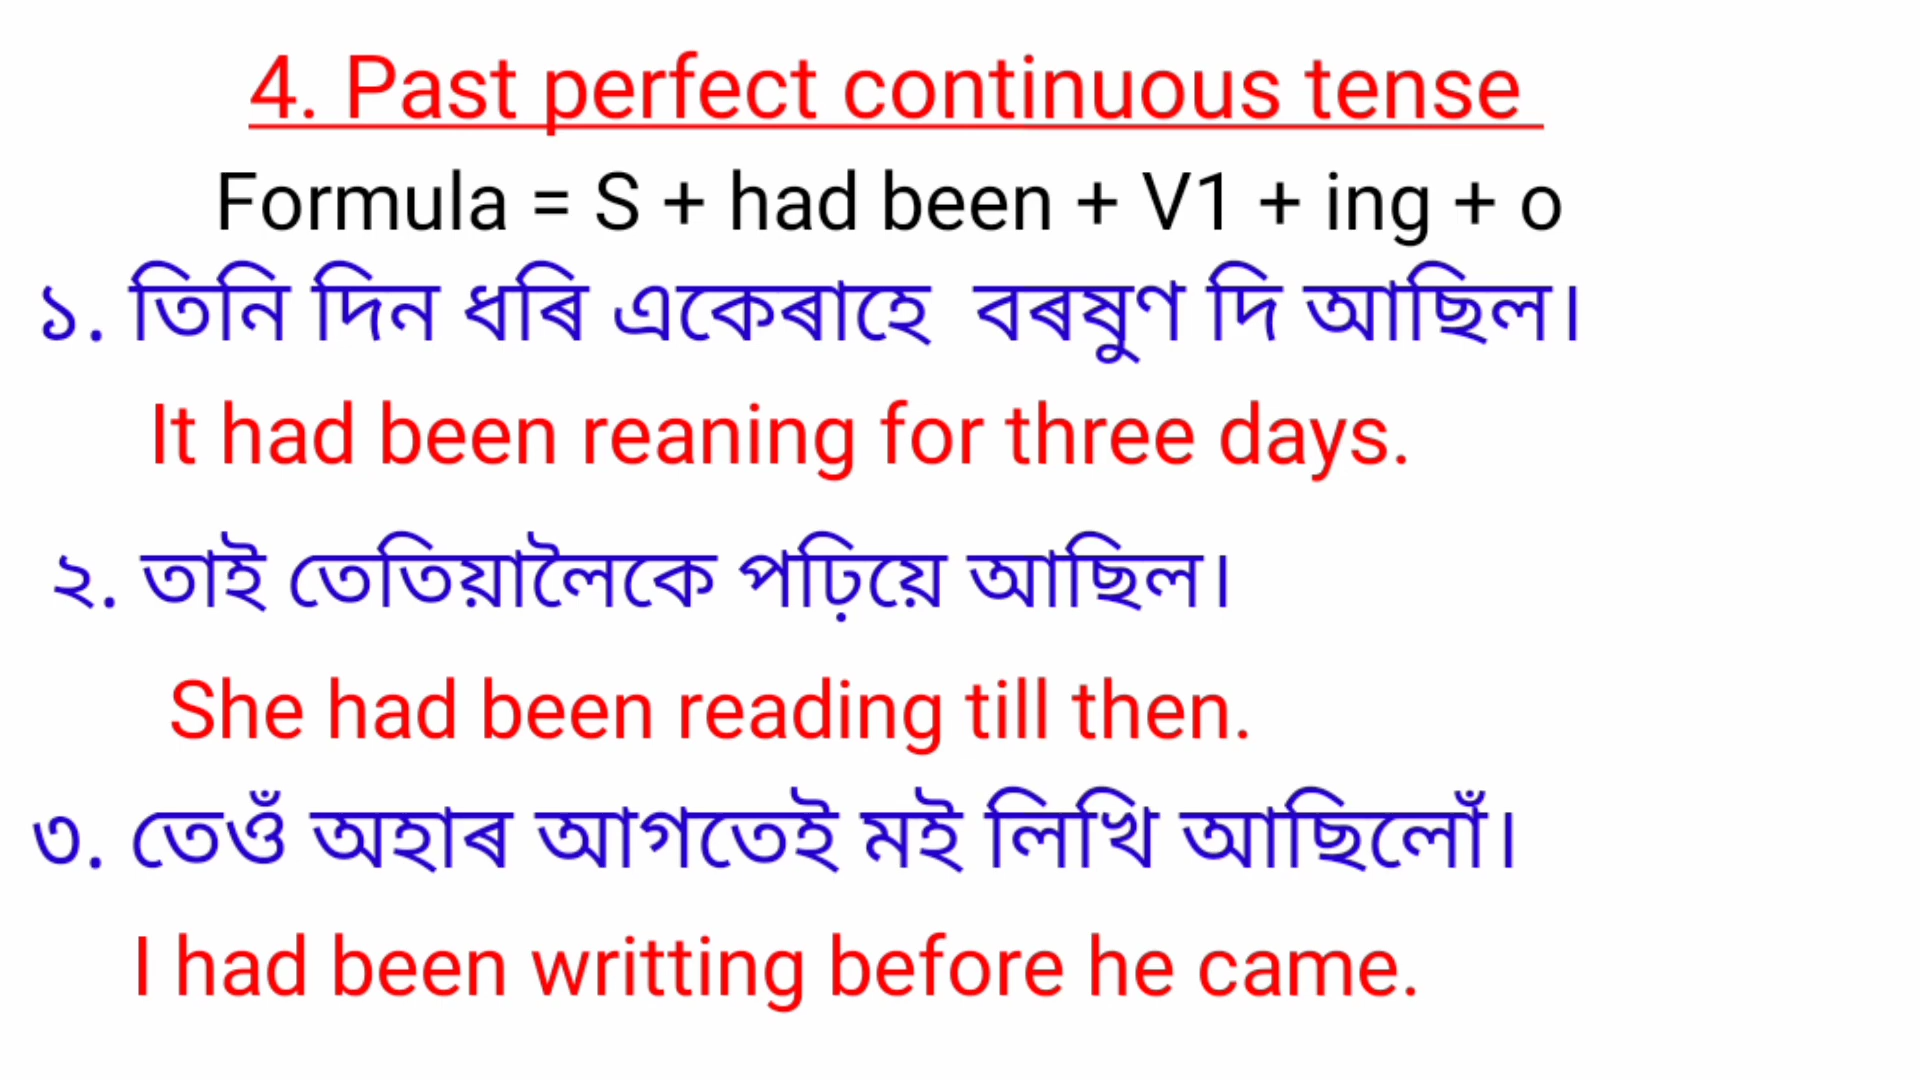 4. Past perfect continuous tense
Formula = S + had been + V1 + ing + o
১. তিনি দিন ধৰি একেৰাহে বৰষুণ দি আছিল।
It had been reaning for three days.
২. তাই তেতিয়ালৈকে পঢ়িয়ে আছিল।
She had been reading till then.
৩. তেওঁ অহাৰ আগতেই মই লিখি আছিলোঁ।
I had been writting before he came.